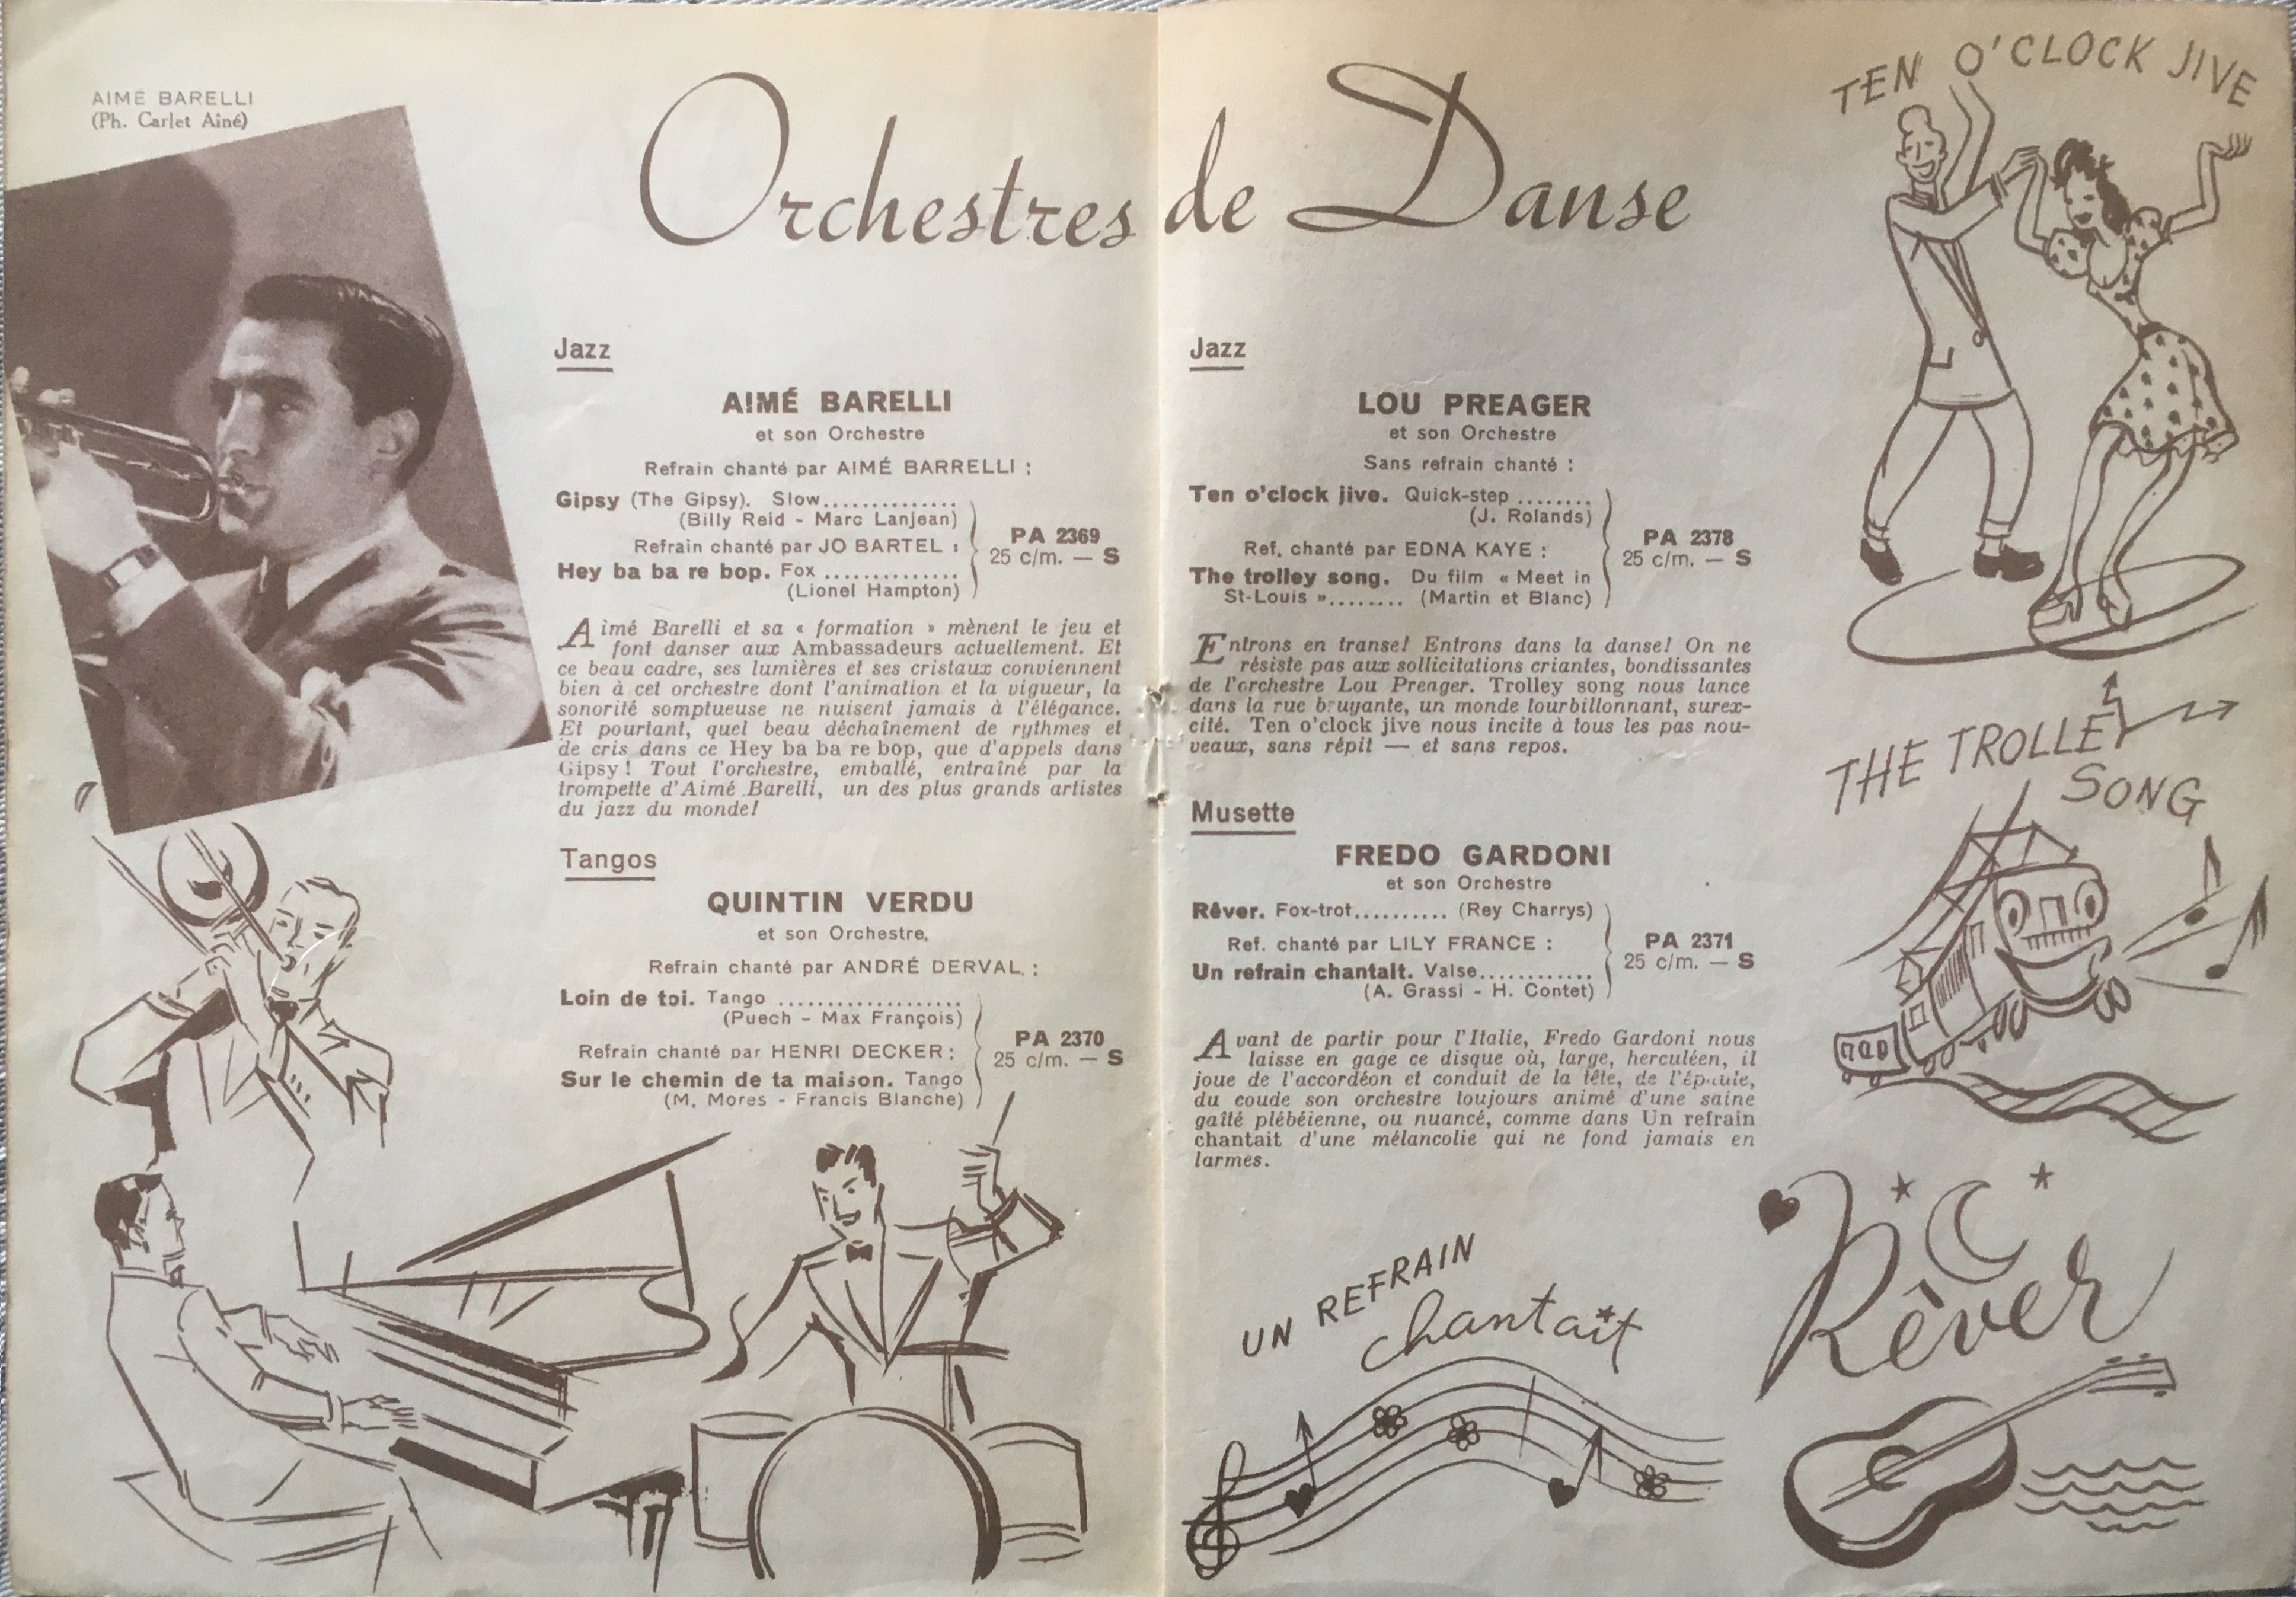 AIMÉ BARELLI
(Ph. Carlet Aîné)
Orchestres de Danse
Jazz
AIMÉ BARELLI
et son Orchestre
Refrain chanté par AIMÉ BARRELLI :
Gipsy (The Gipsy). Slow..............
(Billy Reid - Marc Lanjean)
Refrain chanté par JO BARTEL :
Hey ba ba re bop. Fox ..............
(Lionel Hampton)
PA 2369
25 c/m. — S
Aimé Barelli et sa « formation » mènent le jeu et
font danser aux Ambassadeurs actuellement. Et
ce beau cadre, ses lumières et ses cristaux conviennent
bien à cet orchestre dont l'animation et la vigueur, la
sonorité somptueuse ne nuisent jamais à l'élégance.
Et pourtant, quel beau déchaînement de rythmes et
de cris dans ce Hey ba ba re bop, que d'appels dans
Gipsy! Tout l'orchestre, emballé, entraîné par la
trompette d'Aimé Barelli, un des plus grands artistes
du jazz du monde!
Tangos
QUINTIN VERDU
et son Orchestre.
Refrain chanté par ANDRÉ DERVAL :
Loin de toi. Tango ...................
(Puech - Max François)
Refrain chanté par HENRI DECKER :
Sur le chemin de ta maison. Tango
(M. Mores - Francis Blanche)
PA 2370
25 c/m. — S
Jazz
LOU PREAGER
et son Orchestre
Sans refrain chanté :
Ten o'clock jive. Quick-step ........
(J. Rolands)
Ref. chanté par EDNA KAYE :
The trolley song. Du film « Meet in
St-Louis »........ (Martin et Blanc)
PA 2378
25 c/m. — S
Entrons en transe! Entrons dans la danse! On ne
résiste pas aux sollicitations criantes, bondissantes
de l'orchestre Lou Preager. Trolley song nous lance
dans la rue bruyante, un monde tourbillonnant, surex-
cité. Ten o'clock jive nous incite à tous les pas nou-
veaux, sans répit — et sans repos.
Musette
FREDO GARDONI
et son Orchestre
Rêver. Fox-trot.......... (Rey Charrys)
Ref. chanté par LILY FRANCE :
Un refrain chantait. Valse............
(A. Grassi - H. Contet)
PA 2371
25 c/m. — S
Avant de partir pour l'Italie, Fredo Gardoni nous
laisse en gage ce disque où, large, herculéen, il
joue de l'accordéon et conduit de la tête, de l'épaule,
du coude son orchestre toujours animé d'une saine
gaîté plébéienne, ou nuancé, comme dans Un refrain
chantait d'une mélancolie qui ne fond jamais en
larmes.
TEN O'CLOCK JIVE
THE TROLLEY
SONG
UN REFRAIN
chantait
Rêver